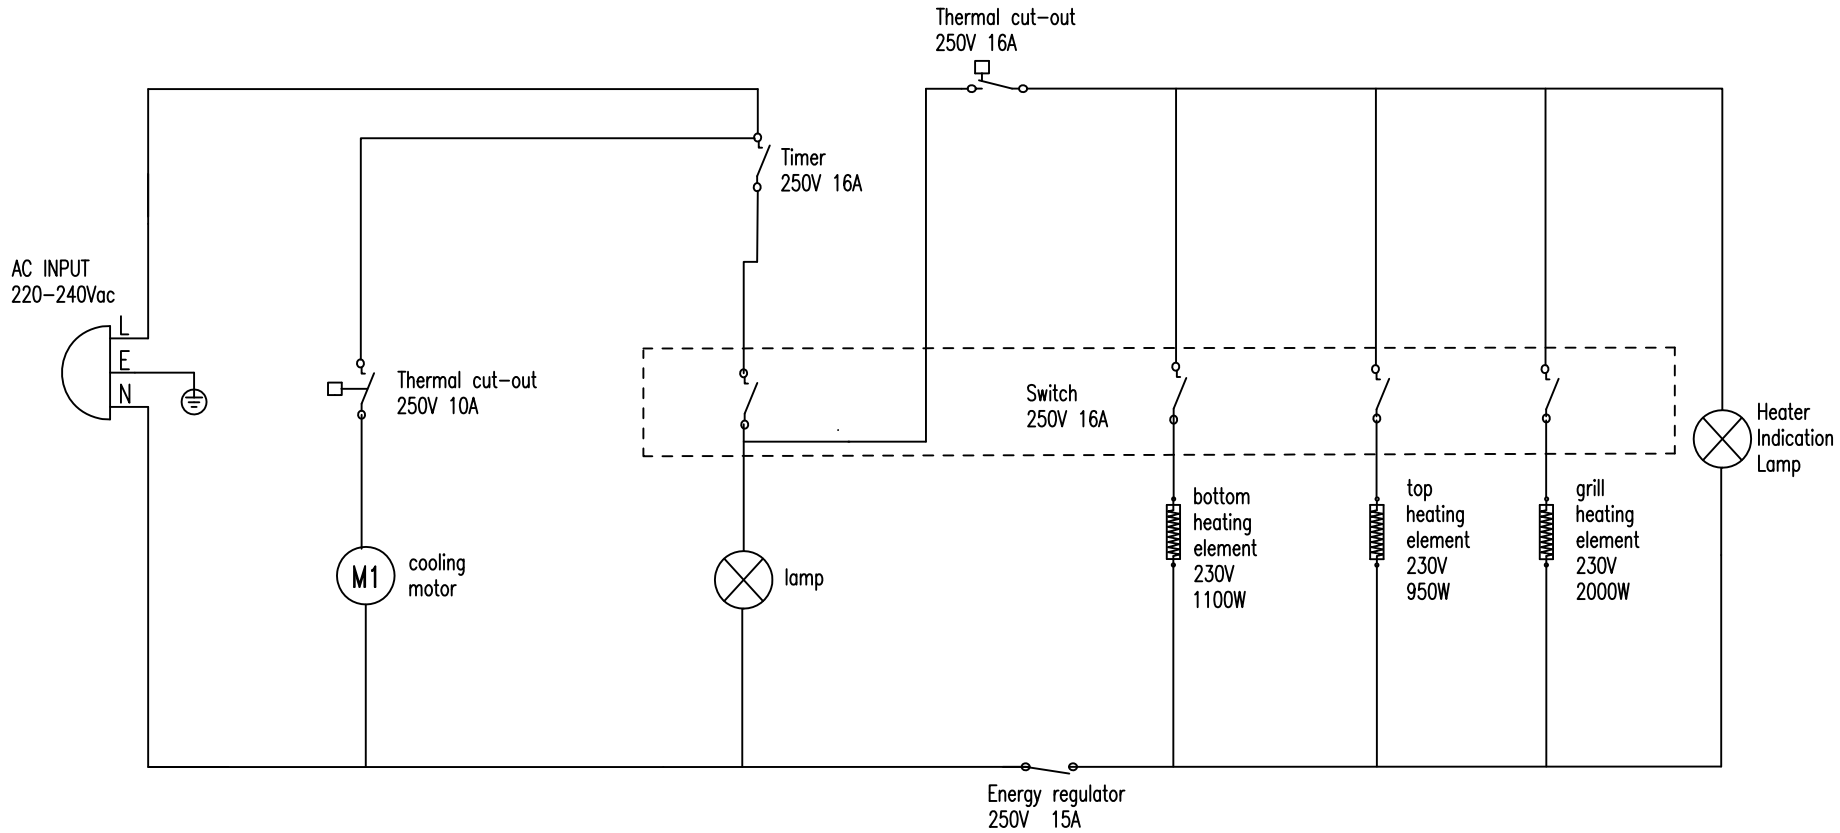 Thermal cut-out
250V 16A
Timer
250V 16A
AC INPUT
220-240Vac
L
E
N
Thermal cut-out
250V 10A
Switch
250V 16A
Heater
Indication
Lamp
bottom
heating
element
230V
1100W
top
heating
element
230V
950W
grill
heating
element
230V
2000W
M1
cooling
motor
lamp
Energy regulator
250V 15A